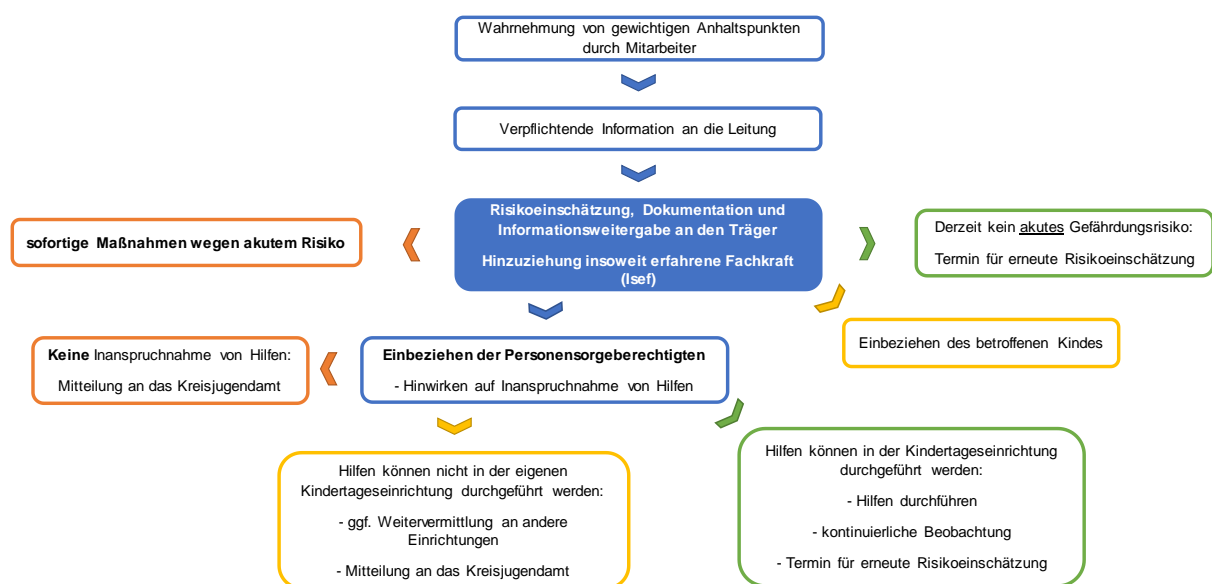 Wahrnehmung von gewichtigen Anhaltspunkten
durch Mitarbeiter
Verpflichtende Information an die Leitung
Risikoeinschätzung, Dokumentation und
Informationsweitergabe an den Träger
Hinzuziehung insoweit erfahrene Fachkraft
(Isef)
sofortige Maßnahmen wegen akutem Risiko
Derzeit kein akutes Gefährdungsrisiko:
Termin für erneute Risikoeinschätzung
Einbeziehen des betroffenen Kindes
Keine Inanspruchnahme von Hilfen:
Mitteilung an das Kreisjugendamt
Einbeziehen der Personensorgeberechtigten
- Hinwirken auf Inanspruchnahme von Hilfen
Hilfen können nicht in der eigenen
Kindertageseinrichtung durchgeführt werden:
- ggf. Weitervermittlung an andere
Einrichtungen
- Mitteilung an das Kreisjugendamt
Hilfen können in der Kindertageseinrichtung
durchgeführt werden:
- Hilfen durchführen
- kontinuierliche Beobachtung
- Termin für erneute Risikoeinschätzung